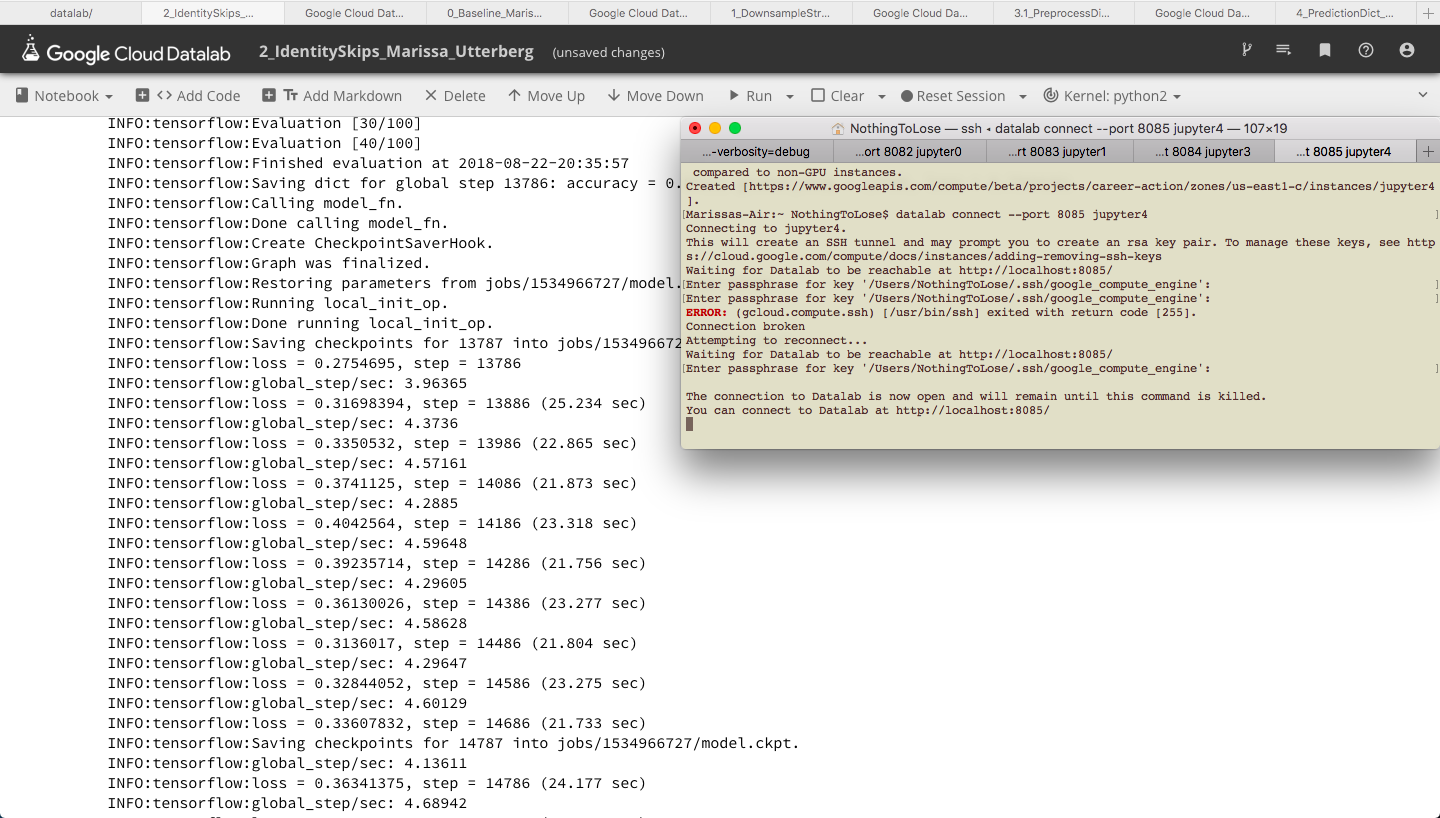 datalab/
2_IdentitySkips_...
Google Cloud Dat...
0_Baseline_Maris...
Google Cloud Dat...
1_DownsampleStr...
Google Cloud Da...
3.1_PreprocessDi...
Google Cloud Da...
4_PredictionDict_...
Google Cloud Datalab
2_IdentitySkips_Marissa_Utterberg (unsaved changes)
Notebook
Add Code
Add Markdown
Delete
Move Up
Move Down
Run
Clear
Reset Session
Kernel: python2
INFO:tensorflow:Evaluation [30/100]
INFO:tensorflow:Evaluation [40/100]
INFO:tensorflow:Finished evaluation at 2018-08-22-20:35:57
INFO:tensorflow:Saving dict for global step 13786: accuracy = 0.
INFO:tensorflow:Calling model_fn.
INFO:tensorflow:Done calling model_fn.
INFO:tensorflow:Create CheckpointSaverHook.
INFO:tensorflow:Graph was finalized.
INFO:tensorflow:Restoring parameters from jobs/1534966727/model.
INFO:tensorflow:Running local_init_op.
INFO:tensorflow:Done running local_init_op.
INFO:tensorflow:Saving checkpoints for 13787 into jobs/153496672
INFO:tensorflow:loss = 0.2754695, step = 13786
INFO:tensorflow:global_step/sec: 3.96365
INFO:tensorflow:loss = 0.31698394, step = 13886 (25.234 sec)
INFO:tensorflow:global_step/sec: 4.3736
INFO:tensorflow:loss = 0.3350532, step = 13986 (22.865 sec)
INFO:tensorflow:global_step/sec: 4.57161
INFO:tensorflow:loss = 0.3741125, step = 14086 (21.873 sec)
INFO:tensorflow:global_step/sec: 4.2885
INFO:tensorflow:loss = 0.4042564, step = 14186 (23.318 sec)
INFO:tensorflow:global_step/sec: 4.59648
INFO:tensorflow:loss = 0.39235714, step = 14286 (21.756 sec)
INFO:tensorflow:global_step/sec: 4.29605
INFO:tensorflow:loss = 0.36130026, step = 14386 (23.277 sec)
INFO:tensorflow:global_step/sec: 4.58628
INFO:tensorflow:loss = 0.3136017, step = 14486 (21.804 sec)
INFO:tensorflow:global_step/sec: 4.29647
INFO:tensorflow:loss = 0.32844052, step = 14586 (23.275 sec)
INFO:tensorflow:global_step/sec: 4.60129
INFO:tensorflow:loss = 0.33607832, step = 14686 (21.733 sec)
INFO:tensorflow:Saving checkpoints for 14787 into jobs/1534966727/model.ckpt.
INFO:tensorflow:global_step/sec: 4.13611
INFO:tensorflow:loss = 0.36341375, step = 14786 (24.177 sec)
INFO:tensorflow:global_step/sec: 4.68942
NothingToLose — ssh ◂ datalab connect --port 8085 jupyter4 — 107×19
...-verbosity=debug
...ort 8082 jupyter0
...rt 8083 jupyter1
...t 8084 jupyter3
...t 8085 jupyter4
compared to non-GPU instances.
Created [https://www.googleapis.com/compute/beta/projects/career-action/zones/us-east1-c/instances/jupyter4
].
[Marissas-Air:~ NothingToLose$ datalab connect --port 8085 jupyter4 ]
Connecting to jupyter4.
This will create an SSH tunnel and may prompt you to create an rsa key pair. To manage these keys, see http
s://cloud.google.com/compute/docs/instances/adding-removing-ssh-keys
Waiting for Datalab to be reachable at http://localhost:8085/
[Enter passphrase for key '/Users/NothingToLose/.ssh/google_compute_engine': ]
[Enter passphrase for key '/Users/NothingToLose/.ssh/google_compute_engine': ]
ERROR: (gcloud.compute.ssh) [/usr/bin/ssh] exited with return code [255].
Connection broken
Attempting to reconnect...
Waiting for Datalab to be reachable at http://localhost:8085/
[Enter passphrase for key '/Users/NothingToLose/.ssh/google_compute_engine': ]
The connection to Datalab is now open and will remain until this command is killed.
You can connect to Datalab at http://localhost:8085/